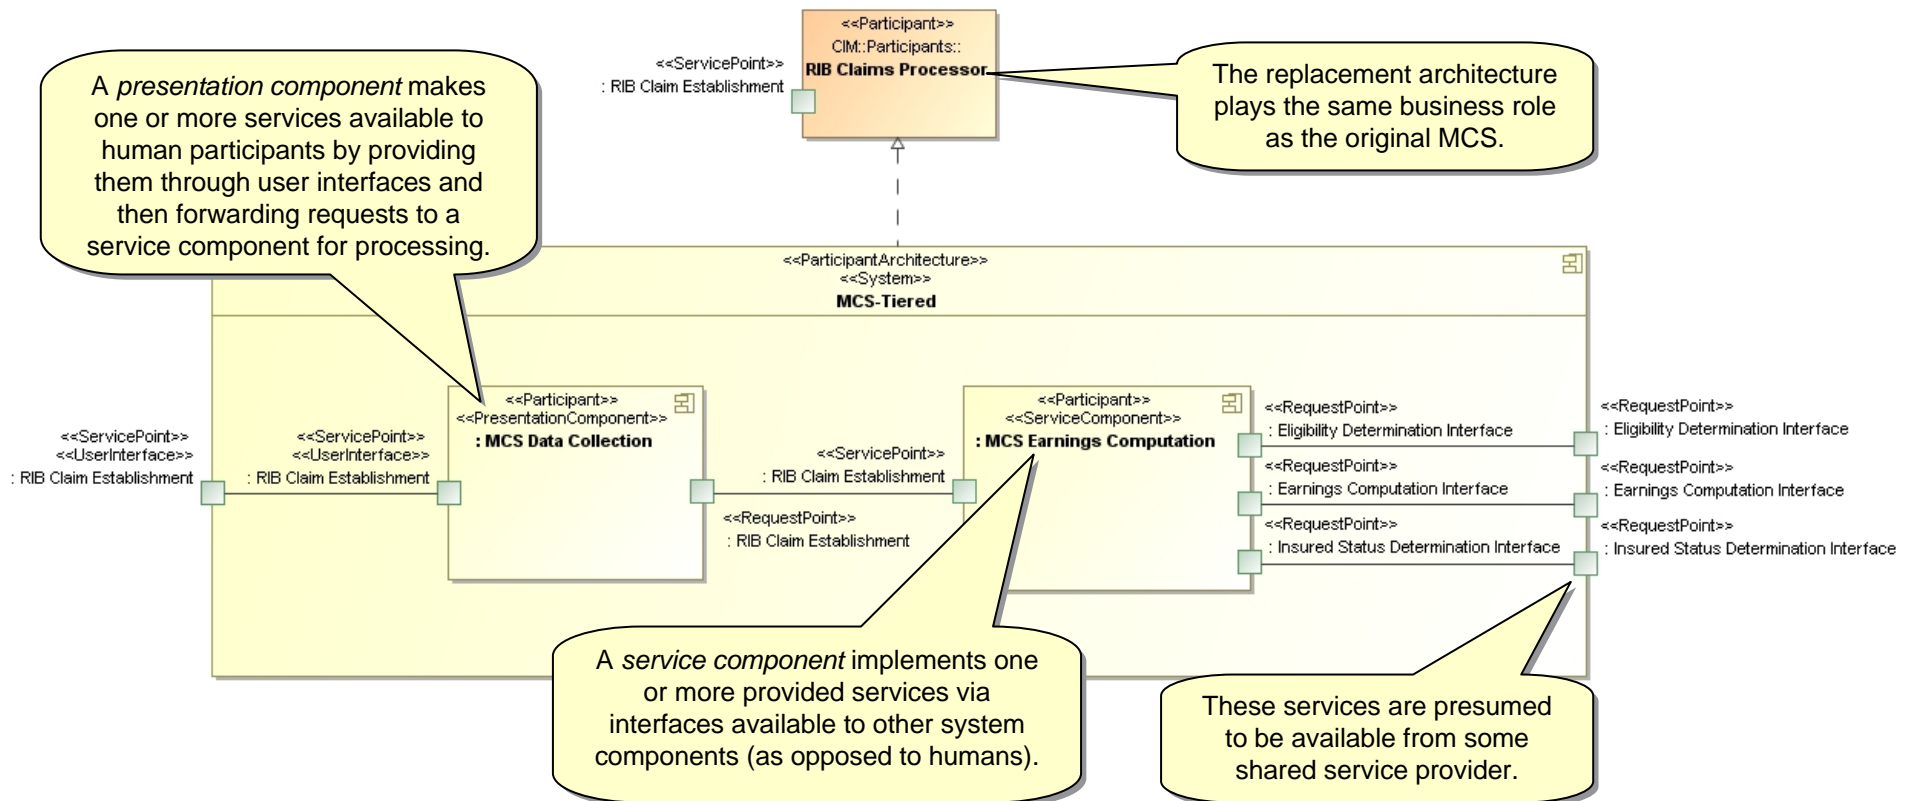 <<Participant>>
CIM::Participants::
RIB Claims Processor
<<ServicePoint>>
: RIB Claim Establishment
A presentation component makes
one or more services available to
human participants by providing
them through user interfaces and
then forwarding requests to a
service component for processing.
The replacement architecture
plays the same business role
as the original MCS.
<<ParticipantArchitecture>>
<<System>>
MCS-Tiered
<<ServicePoint>>
<<UserInterface>>
: RIB Claim Establishment
<<ServicePoint>>
<<UserInterface>>
: RIB Claim Establishment
<<Participant>>
<<PresentationComponent>>
: MCS Data Collection
<<ServicePoint>>
: RIB Claim Establishment
<<RequestPoint>>
: RIB Claim Establishment
<<Participant>>
<<ServiceComponent>>
: MCS Earnings Computation
<<RequestPoint>>
: Eligibility Determination Interface
<<RequestPoint>>
: Earnings Computation Interface
<<RequestPoint>>
: Insured Status Determination Interface
<<RequestPoint>>
: Eligibility Determination Interface
<<RequestPoint>>
: Earnings Computation Interface
<<RequestPoint>>
: Insured Status Determination Interface
A service component implements one
or more provided services via
interfaces available to other system
components (as opposed to humans).
These services are presumed
to be available from some
shared service provider.